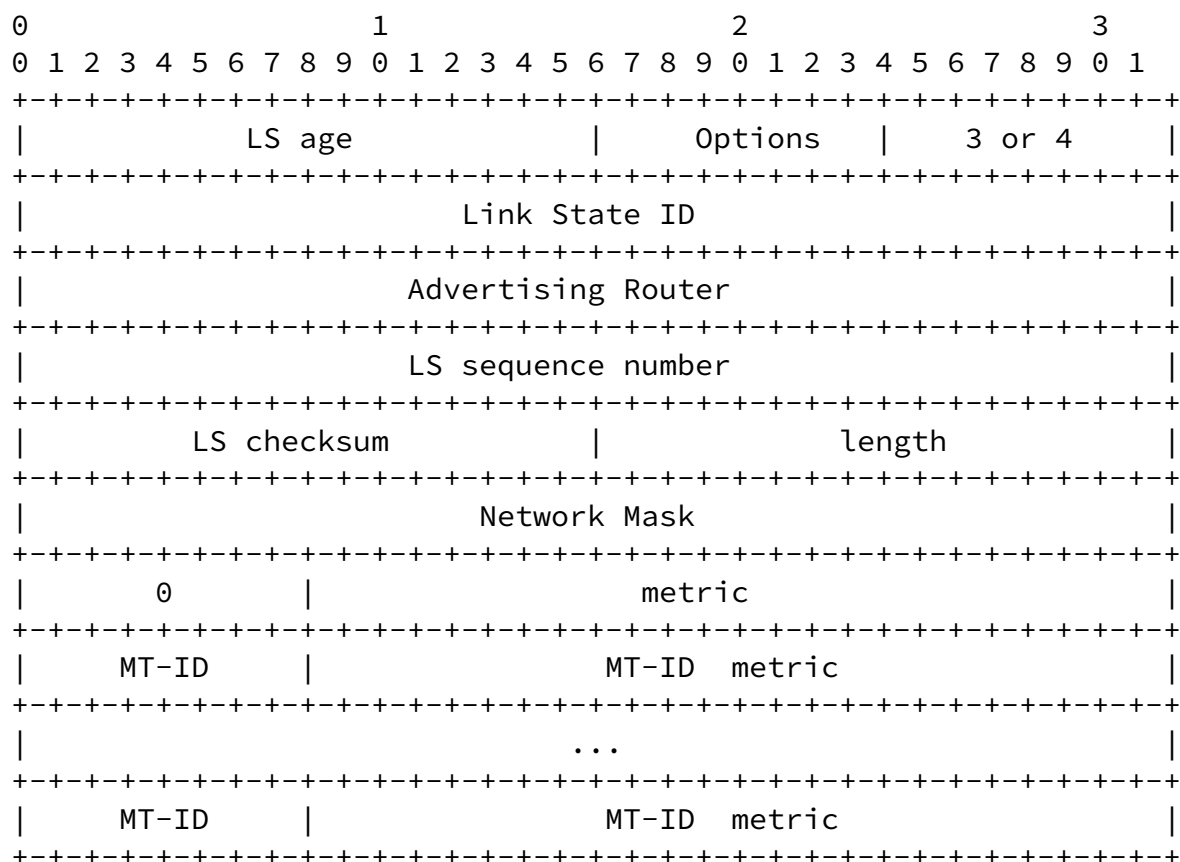 0                   1                   2                   3
0 1 2 3 4 5 6 7 8 9 0 1 2 3 4 5 6 7 8 9 0 1 2 3 4 5 6 7 8 9 0 1
+-+-+-+-+-+-+-+-+-+-+-+-+-+-+-+-+-+-+-+-+-+-+-+-+-+-+-+-+-+-+-+-+
|            LS age             |     Options   |    3 or 4     |
+-+-+-+-+-+-+-+-+-+-+-+-+-+-+-+-+-+-+-+-+-+-+-+-+-+-+-+-+-+-+-+-+
|                        Link State ID                          |
+-+-+-+-+-+-+-+-+-+-+-+-+-+-+-+-+-+-+-+-+-+-+-+-+-+-+-+-+-+-+-+-+
|                     Advertising Router                        |
+-+-+-+-+-+-+-+-+-+-+-+-+-+-+-+-+-+-+-+-+-+-+-+-+-+-+-+-+-+-+-+-+
|                     LS sequence number                        |
+-+-+-+-+-+-+-+-+-+-+-+-+-+-+-+-+-+-+-+-+-+-+-+-+-+-+-+-+-+-+-+-+
|         LS checksum           |             length            |
+-+-+-+-+-+-+-+-+-+-+-+-+-+-+-+-+-+-+-+-+-+-+-+-+-+-+-+-+-+-+-+-+
|                         Network Mask                          |
+-+-+-+-+-+-+-+-+-+-+-+-+-+-+-+-+-+-+-+-+-+-+-+-+-+-+-+-+-+-+-+-+
|       0       |                  metric                       |
+-+-+-+-+-+-+-+-+-+-+-+-+-+-+-+-+-+-+-+-+-+-+-+-+-+-+-+-+-+-+-+-+
|     MT-ID     |                MT-ID  metric                  |
+-+-+-+-+-+-+-+-+-+-+-+-+-+-+-+-+-+-+-+-+-+-+-+-+-+-+-+-+-+-+-+-+
|                              ...                              |
+-+-+-+-+-+-+-+-+-+-+-+-+-+-+-+-+-+-+-+-+-+-+-+-+-+-+-+-+-+-+-+-+
|     MT-ID     |                MT-ID  metric                  |
+-+-+-+-+-+-+-+-+-+-+-+-+-+-+-+-+-+-+-+-+-+-+-+-+-+-+-+-+-+-+-+-+